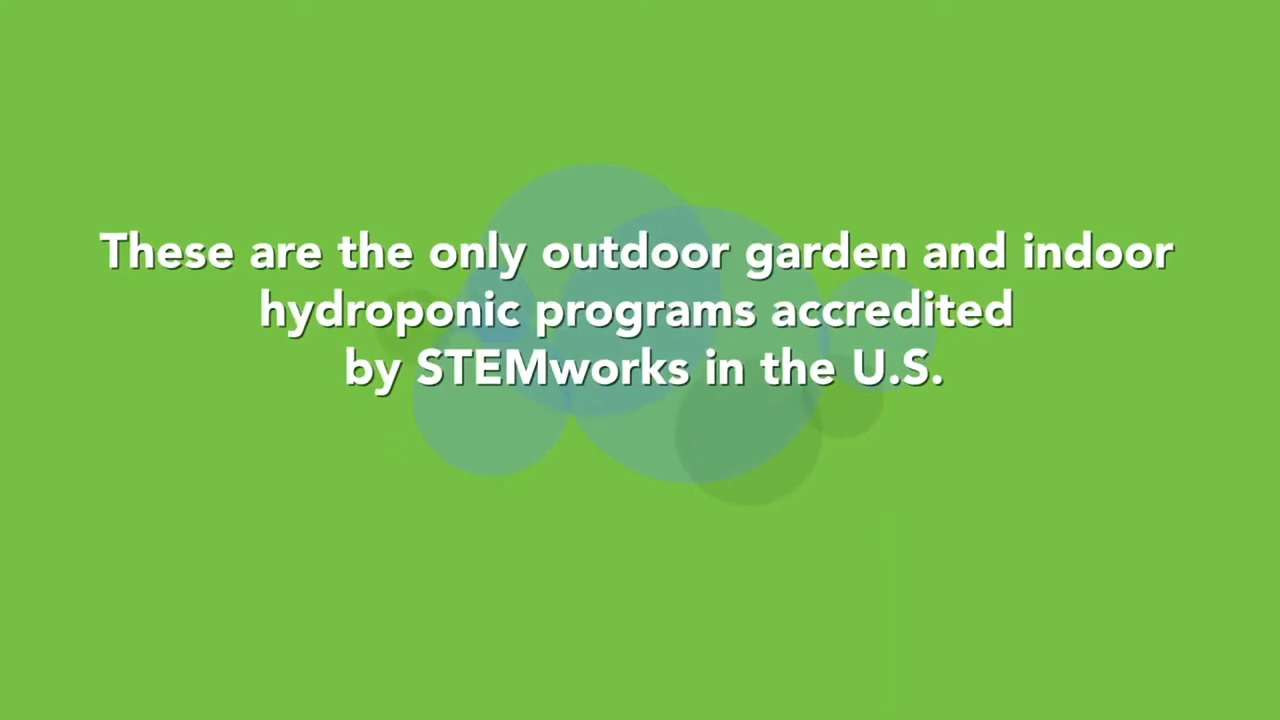 These are the only outdoor garden and indoor
hydroponic programs accredited
by STEMworks in the U.S.